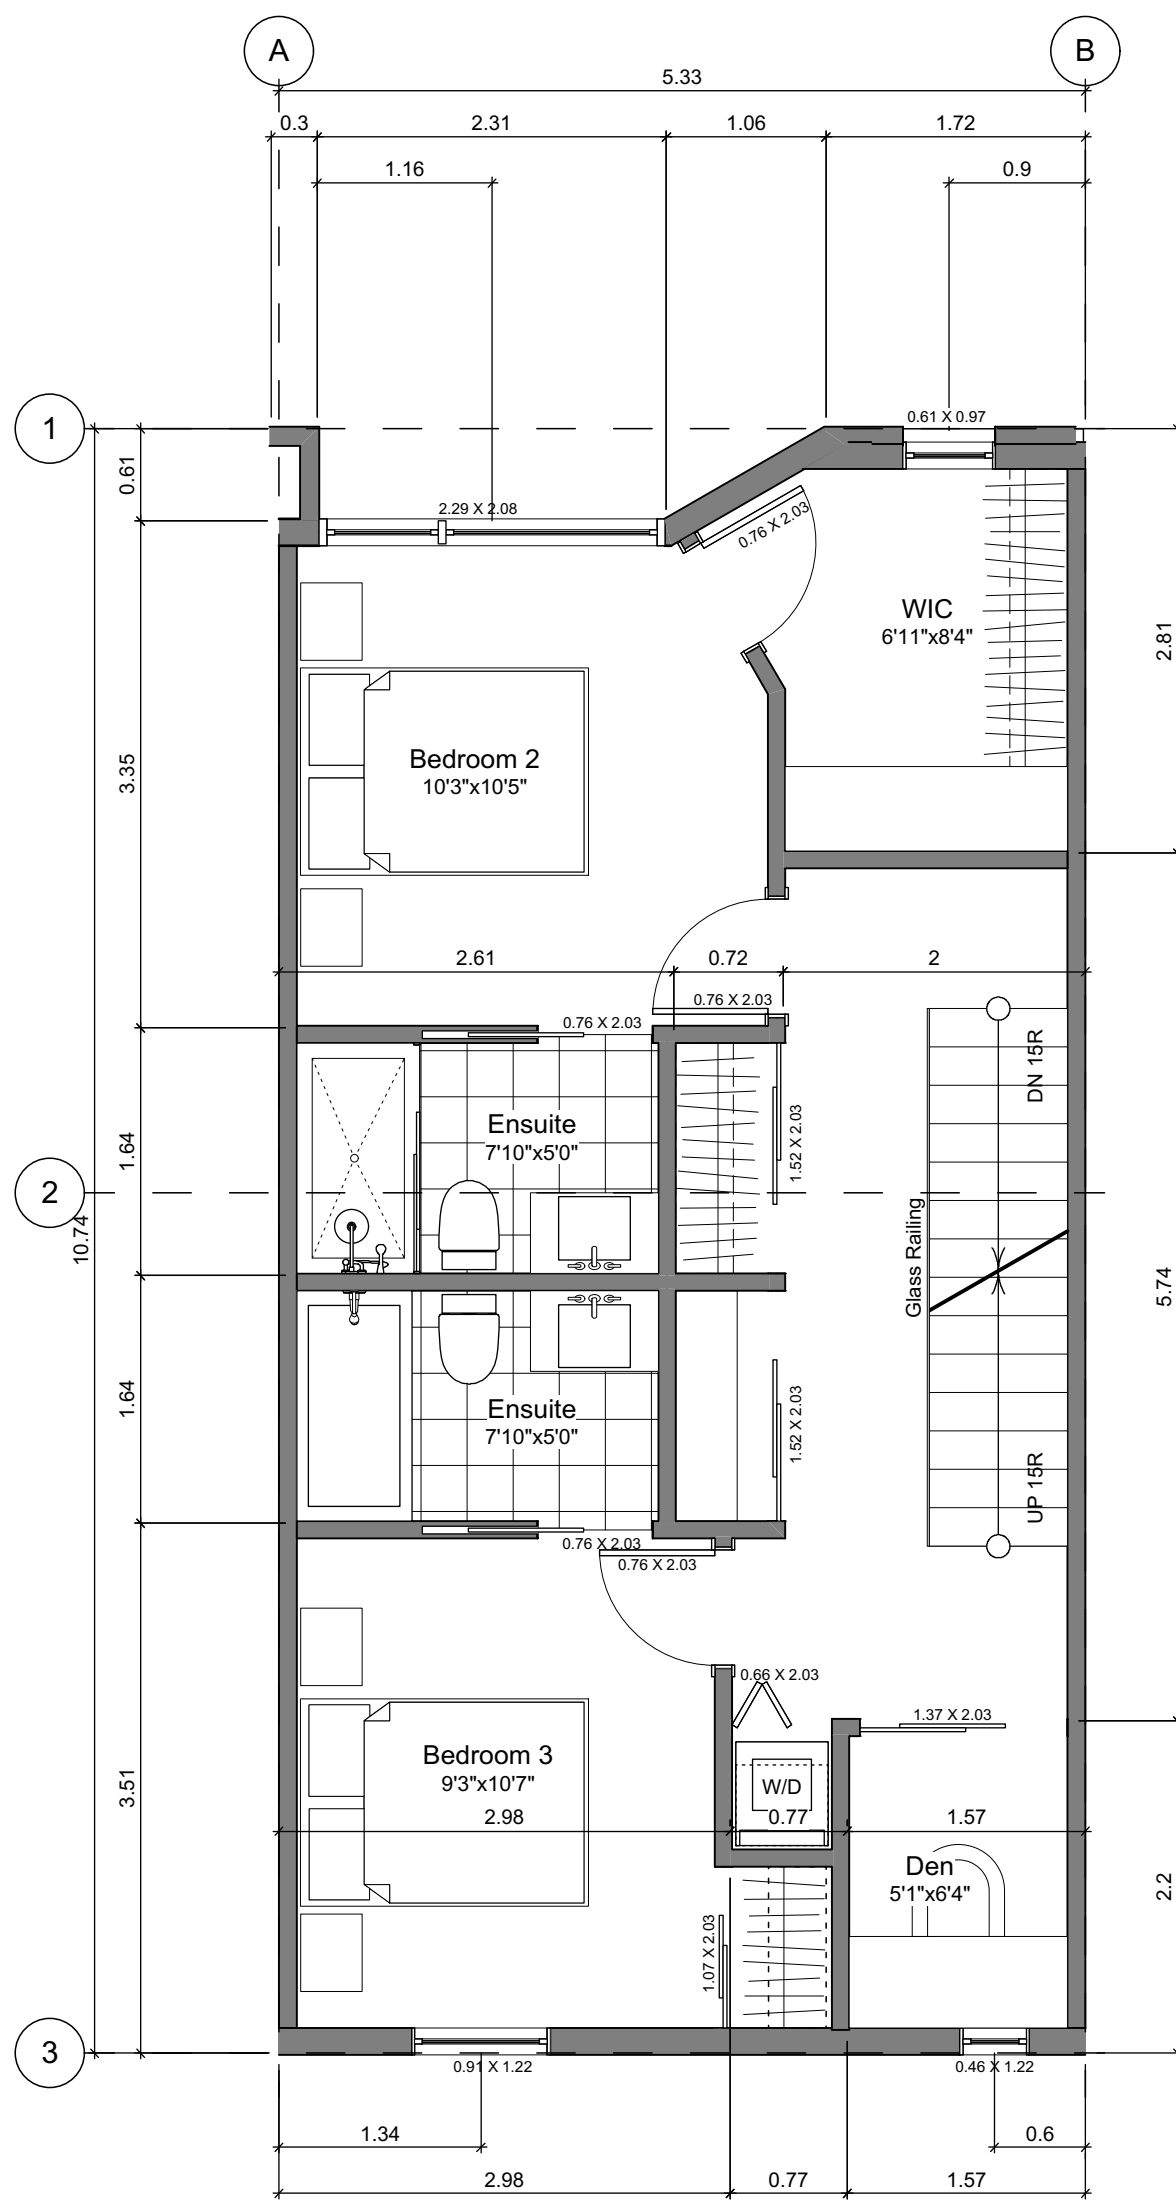 A
B
5.33
0.3
2.31
1.06
1.72
1.16
0.9
1
0.61 X 0.97
0.61
2.29 X 2.08
0.76 X 2.03
WIC
6'11"x8'4"
2.81
3.35
Bedroom 2
10'3"x10'5"
2.61
0.72
2
0.76 X 2.03
0.76 X 2.03
DN 15R
Ensuite
7'10"x5'0"
1.64
1.52 X 2.03
2
10.74
Glass Railing
5.74
1.64
Ensuite
7'10"x5'0"
1.52 X 2.03
UP 15R
0.76 X 2.03
0.76 X 2.03
0.66 X 2.03
1.37 X 2.03
Bedroom 3
9'3"x10'7"
W/D
3.51
2.98
0.77
1.57
Den
5'1"x6'4"
2.2
1.07 X 2.03
3
0.91 X 1.22
0.46 X 1.22
1.34
0.6
2.98
0.77
1.57